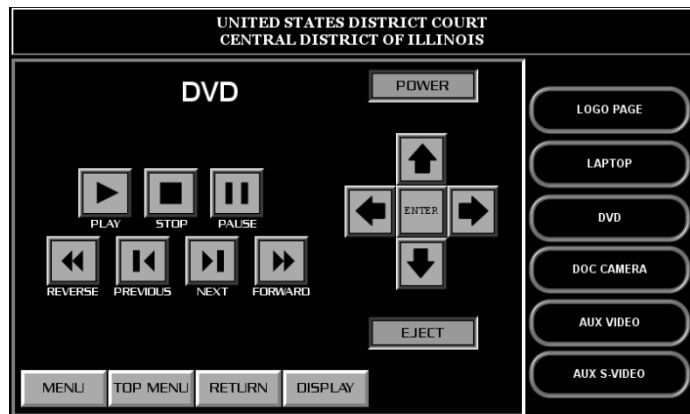 UNITED STATES DISTRICT COURT
CENTRAL DISTRICT OF ILLINOIS
DVD
POWER
PLAY STOP PAUSE
ENTER
REVERSE PREVIOUS NEXT FORWARD
EJECT
MENU TOP MENU RETURN DISPLAY
LOGO PAGE
LAPTOP
DVD
DOC CAMERA
AUX VIDEO
AUX S-VIDEO